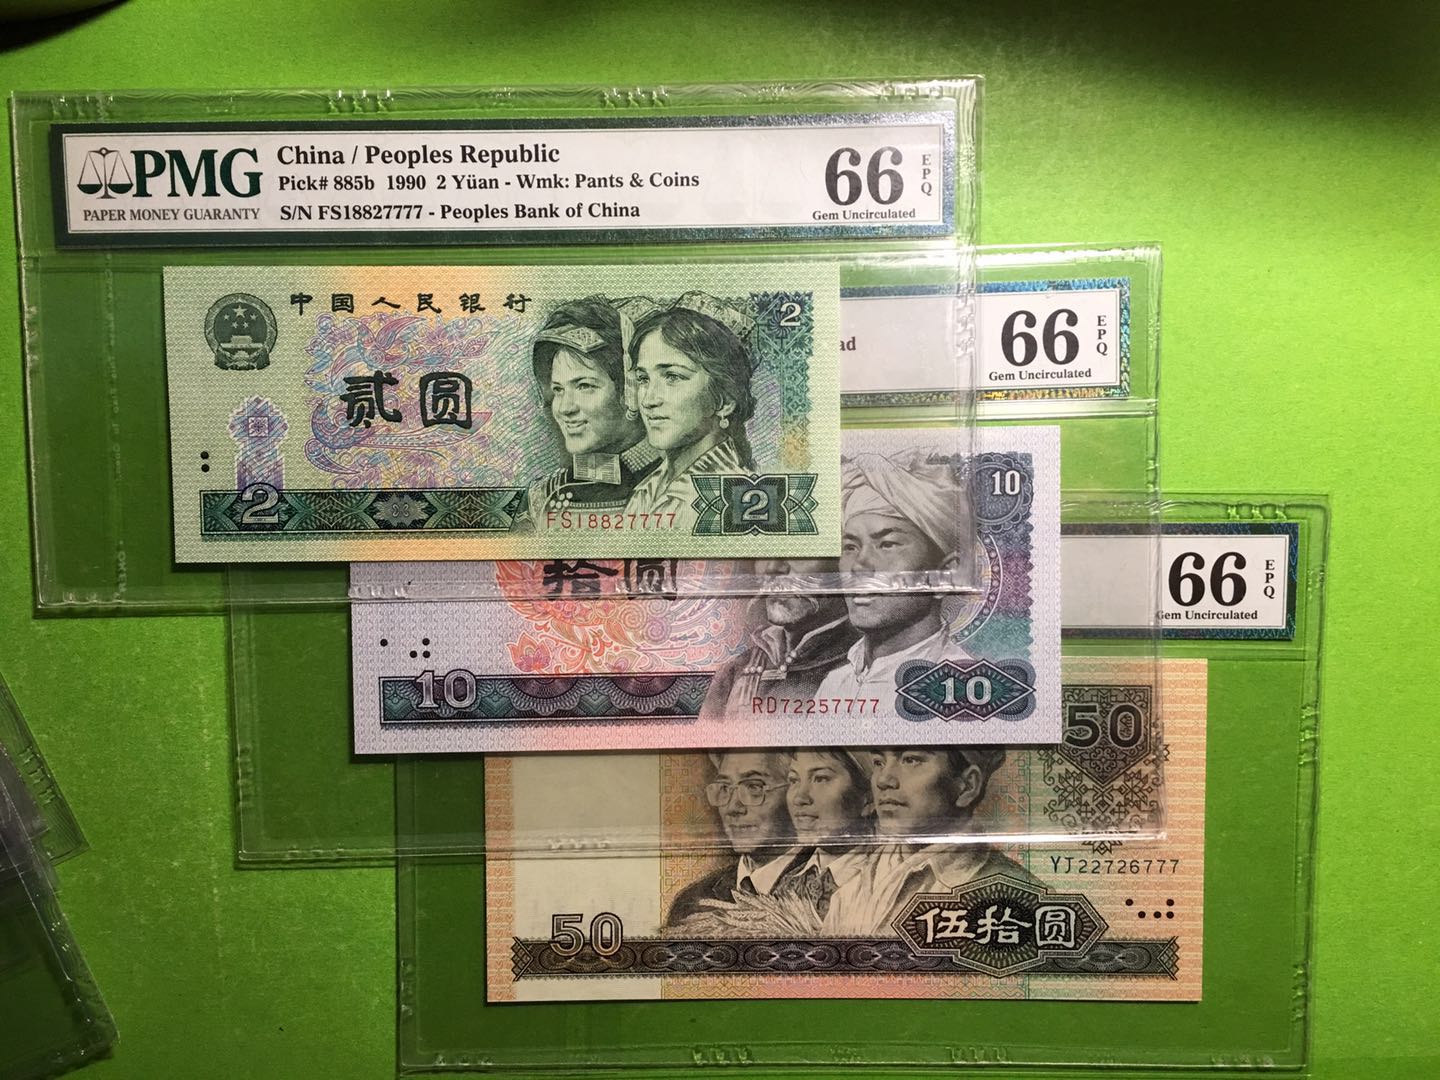 PMG
PAPER MONEY GUARANTY
China / Peoples Republic
Pick# 885b 1990 2 Yüan - Wmk: Pants & Coins
S/N FS18827777 - Peoples Bank of China
66 EPQ
Gem Uncirculated
中国人民银行
2
贰圆
2
FS18827777
2
ad
66 EPQ
Gem Uncirculated
10
拾圆
10
RD72257777
10
66 EPQ
Gem Uncirculated
50
YJ22726777
50
伍拾圆